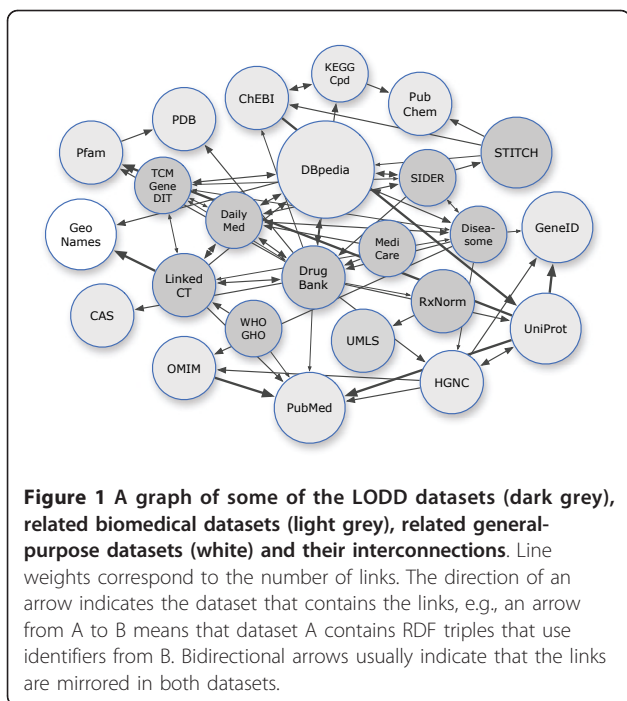 KEGG
Cpd
ChEBI
Pub
Chem
PDB
Pfam
DBpedia
STITCH
TCM
Gene
DIT
SIDER
Daily
Med
Disea-
some
GeneID
Geo
Names
Medi
Care
Linked
CT
Drug
Bank
RxNorm
CAS
WHO
GHO
UMLS
UniProt
OMIM
HGNC
PubMed
Figure 1 A graph of some of the LODD datasets (dark grey),
related biomedical datasets (light grey), related general-
purpose datasets (white) and their interconnections. Line
weights correspond to the number of links. The direction of an
arrow indicates the dataset that contains the links, e.g., an arrow
from A to B means that dataset A contains RDF triples that use
identifiers from B. Bidirectional arrows usually indicate that the links
are mirrored in both datasets.